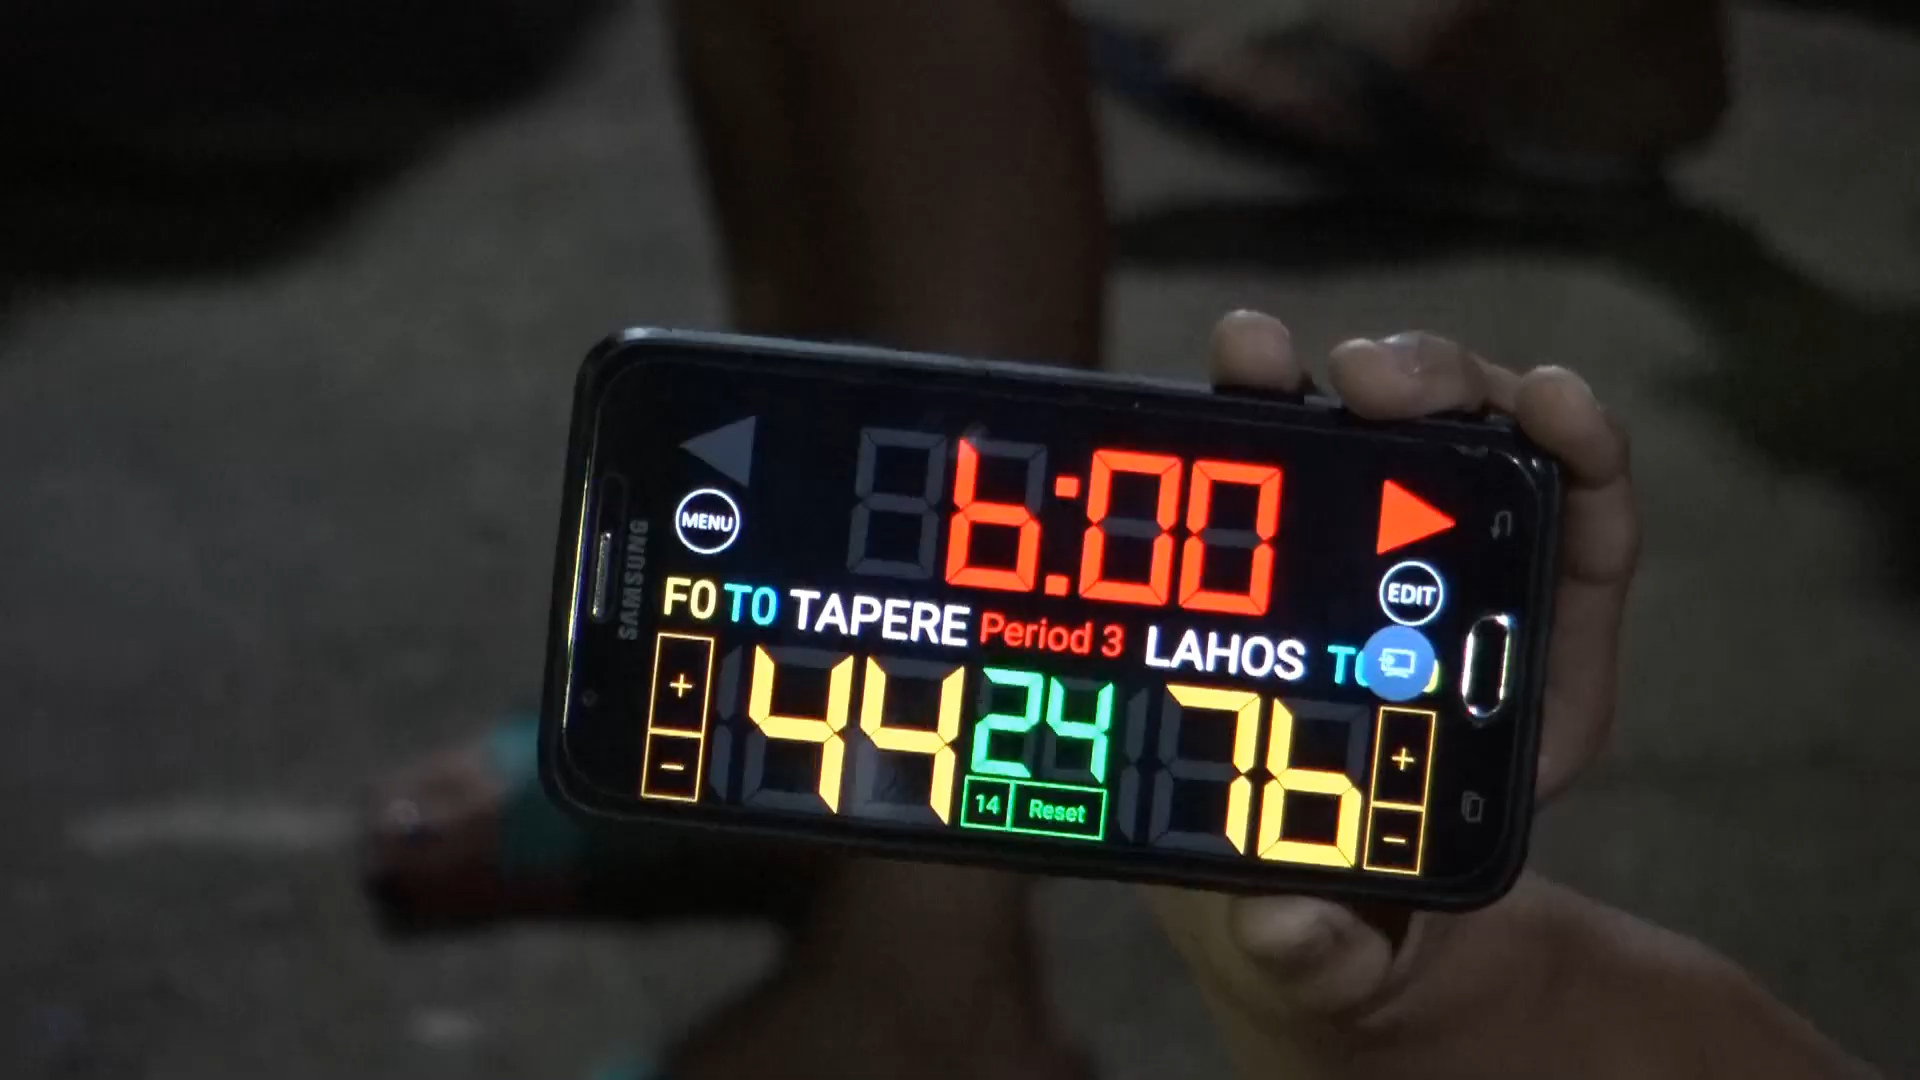 6:00
MENU
EDIT
SAMSUNG
F0 T0 TAPERE Period 3 LAHOS
+ 44 24 76 +
- 14 Reset -